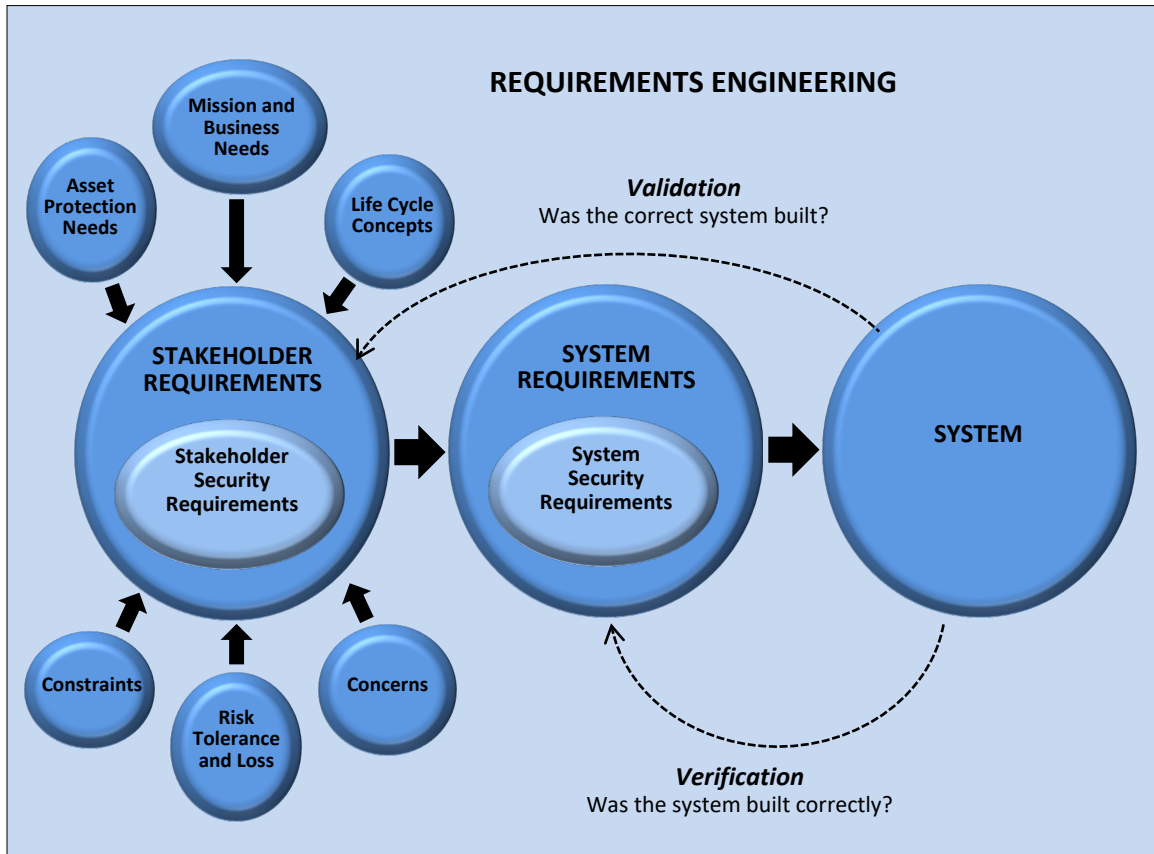 REQUIREMENTS ENGINEERING
Mission and
Business
Needs
Asset
Protection
Needs
Life Cycle
Concepts
Validation
Was the correct system built?
STAKEHOLDER
REQUIREMENTS
Stakeholder
Security
Requirements
SYSTEM
REQUIREMENTS
System
Security
Requirements
SYSTEM
Constraints
Risk
Tolerance
and Loss
Concerns
Verification
Was the system built correctly?